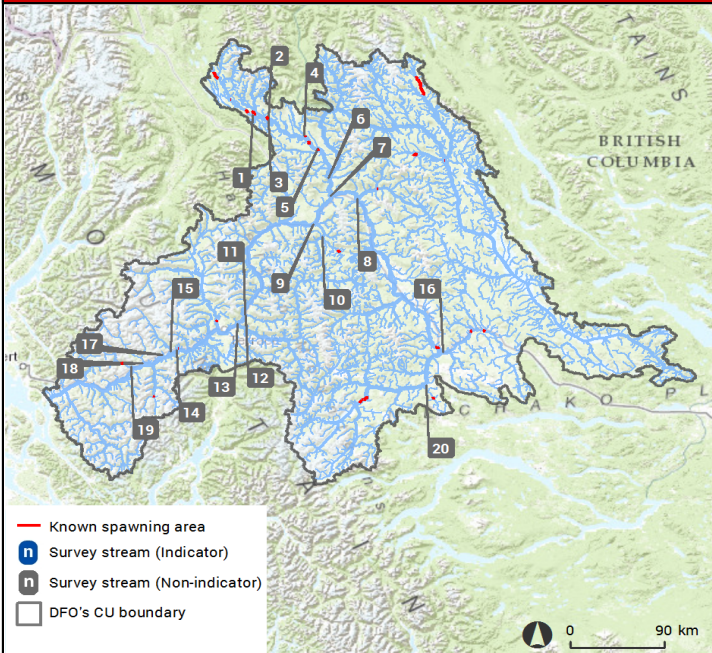 2
4
6
7
BRITISH
COLUMBIA
1
3
5
11
9
8
10
15
16
17
18
13
12
14
19
20
T A I N S
M O
T
I N
C H A K O P L
Known spawning area
n Survey stream (Indicator)
n Survey stream (Non-indicator)
DFO's CU boundary
0 90 km